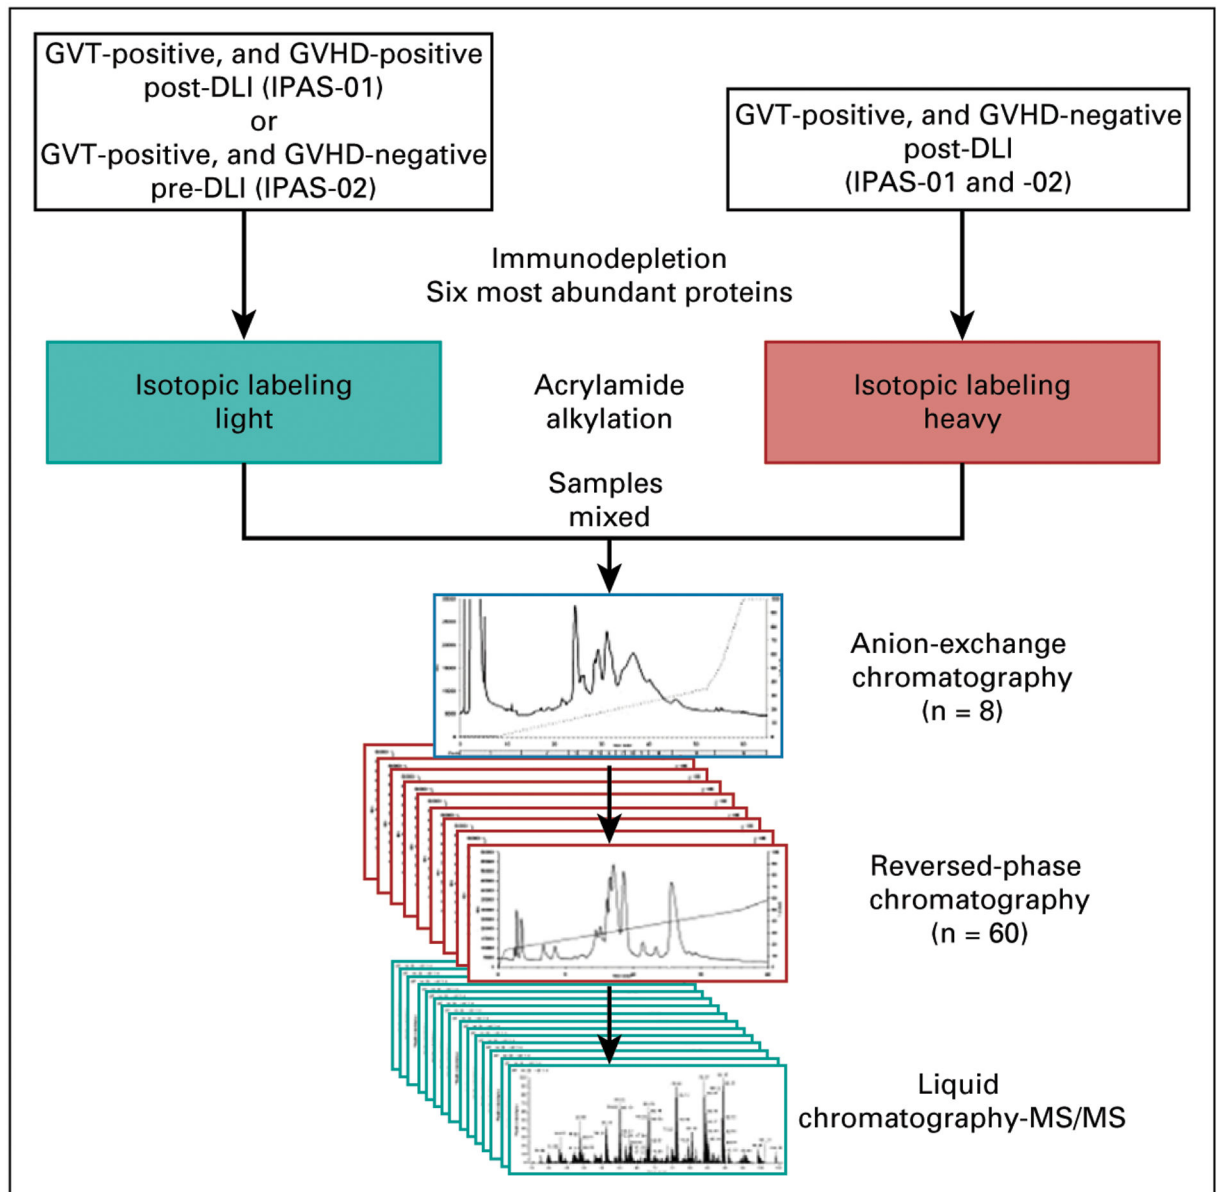 GVT-positive, and GVHD-positive
post-DLI (IPAS-01)
or
GVT-positive, and GVHD-negative
pre-DLI (IPAS-02)
GVT-positive, and GVHD-negative
post-DLI
(IPAS-01 and -02)
Immunodepletion
Six most abundant proteins
Isotopic labeling
light
Acrylamide
alkylation
Isotopic labeling
heavy
Samples
mixed
Anion-exchange
chromatography
(n = 8)
Reversed-phase
chromatography
(n = 60)
Liquid
chromatography-MS/MS